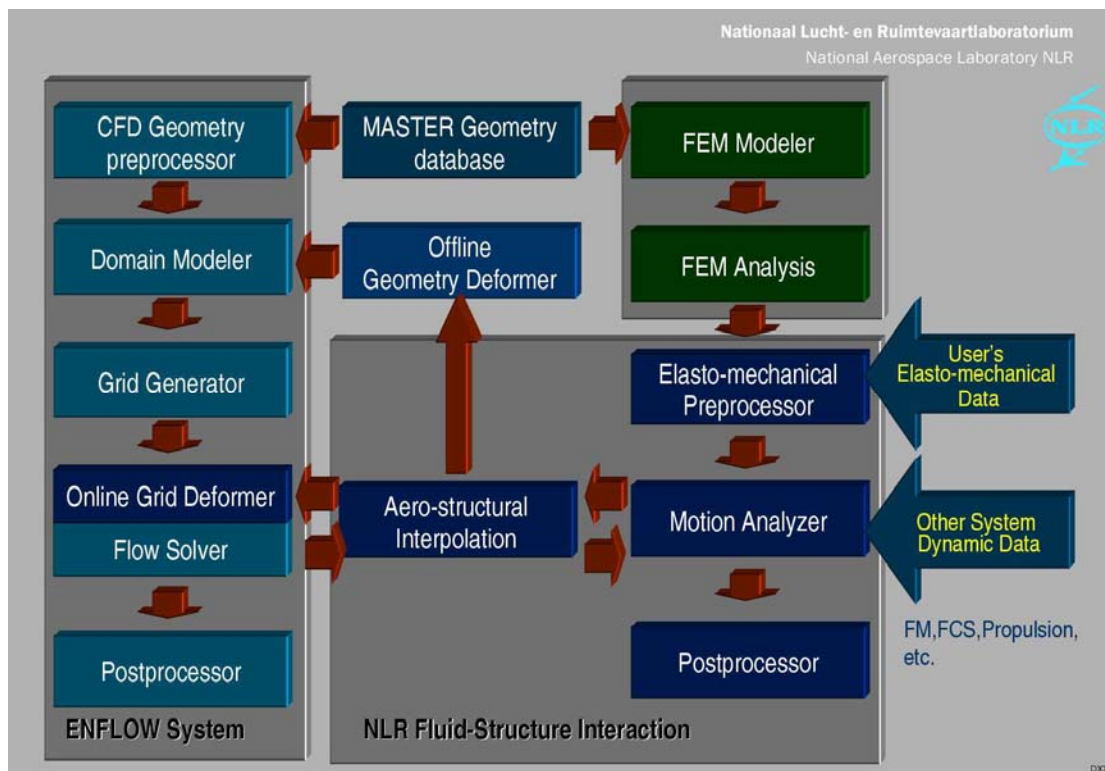 Nationaal Lucht- en Ruimtevaartlaboratorium
National Aerospace Laboratory NLR
NLR
CFD Geometry
preprocessor
MASTER Geometry
database
FEM Modeler
Domain Modeler
Offline
Geometry Deformer
FEM Analysis
Grid Generator
Elasto-mechanical
Preprocessor
User's
Elasto-mechanical
Data
Online Grid Deformer
Flow Solver
Aero-structural
Interpolation
Motion Analyzer
Other System
Dynamic Data
FM,FCS,Propulsion,
etc.
Postprocessor
Postprocessor
ENFLOW System
NLR Fluid-Structure Interaction